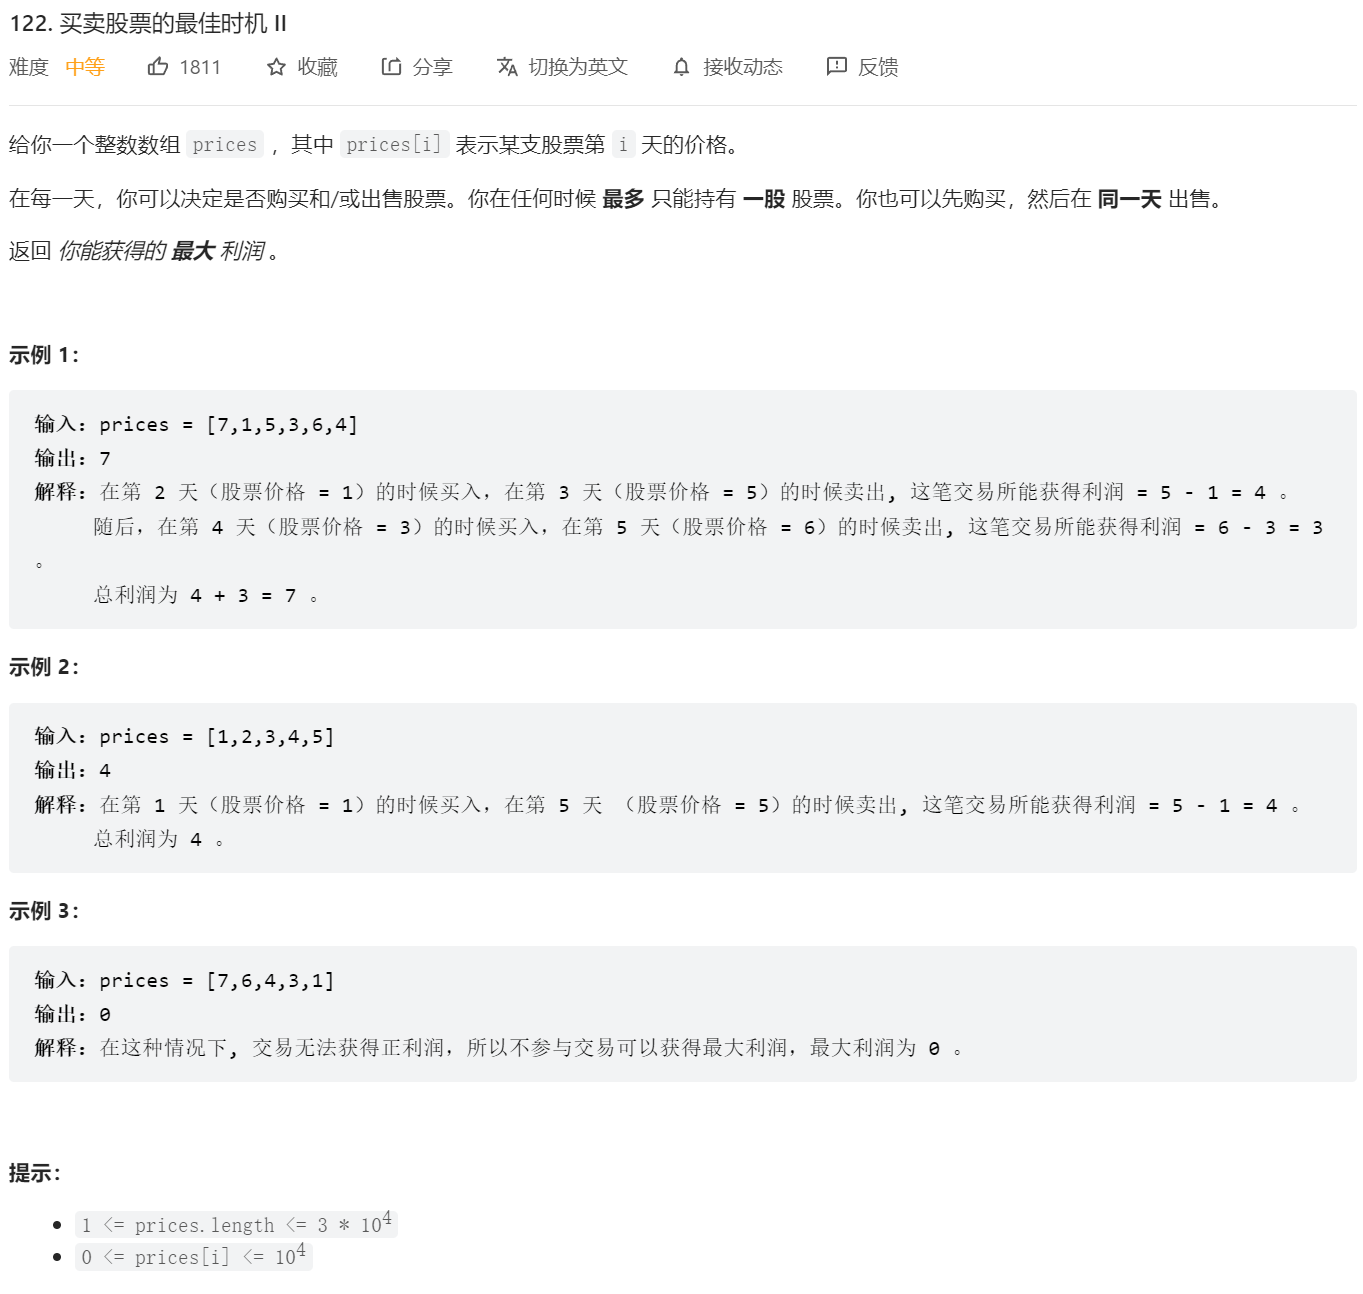 122. 买卖股票的最佳时机 II
难度 中等 1811 收藏 分享 切换为英文 接收动态 反馈
给你一个整数数组 prices ，其中 prices[i] 表示某支股票第 i 天的价格。
在每一天，你可以决定是否购买和/或出售股票。你在任何时候 最多 只能持有 一股 股票。你也可以先购买，然后在 同一天 出售。
返回 你能获得的 最大 利润 。
示例 1：
输入：prices = [7,1,5,3,6,4]
输出：7
解释：在第 2 天（股票价格 = 1）的时候买入，在第 3 天（股票价格 = 5）的时候卖出, 这笔交易所能获得利润 = 5 - 1 = 4 。
随后，在第 4 天（股票价格 = 3）的时候买入，在第 5 天（股票价格 = 6）的时候卖出, 这笔交易所能获得利润 = 6 - 3 = 3
。
总利润为 4 + 3 = 7 。
示例 2：
输入：prices = [1,2,3,4,5]
输出：4
解释：在第 1 天（股票价格 = 1）的时候买入，在第 5 天 （股票价格 = 5）的时候卖出, 这笔交易所能获得利润 = 5 - 1 = 4 。
总利润为 4 。
示例 3：
输入：prices = [7,6,4,3,1]
输出：0
解释：在这种情况下, 交易无法获得正利润，所以不参与交易可以获得最大利润，最大利润为 0 。
提示：
• 1 <= prices.length <= 3 * 10⁴
• 0 <= prices[i] <= 10⁴